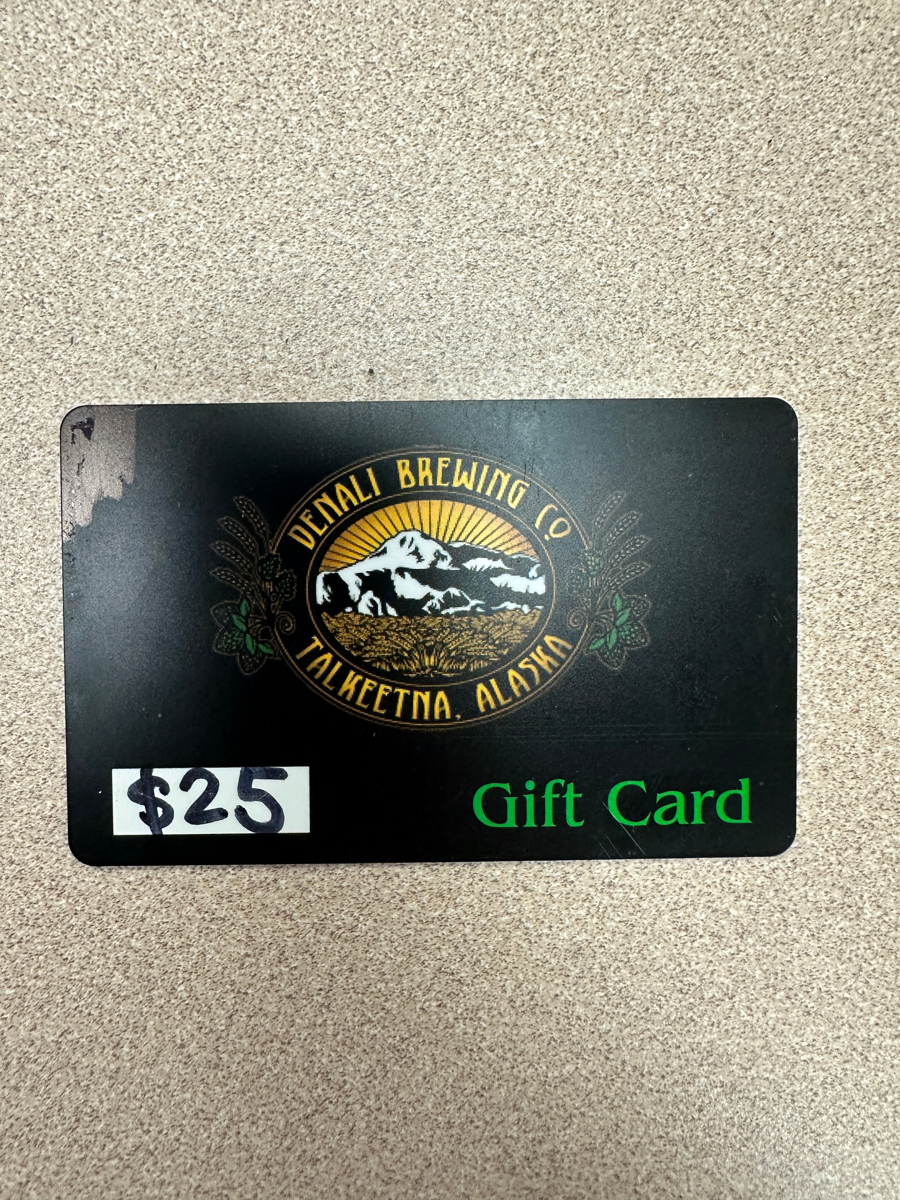 DENALI BREWING CO
TALKEETNA, ALASKA
$25
Gift Card